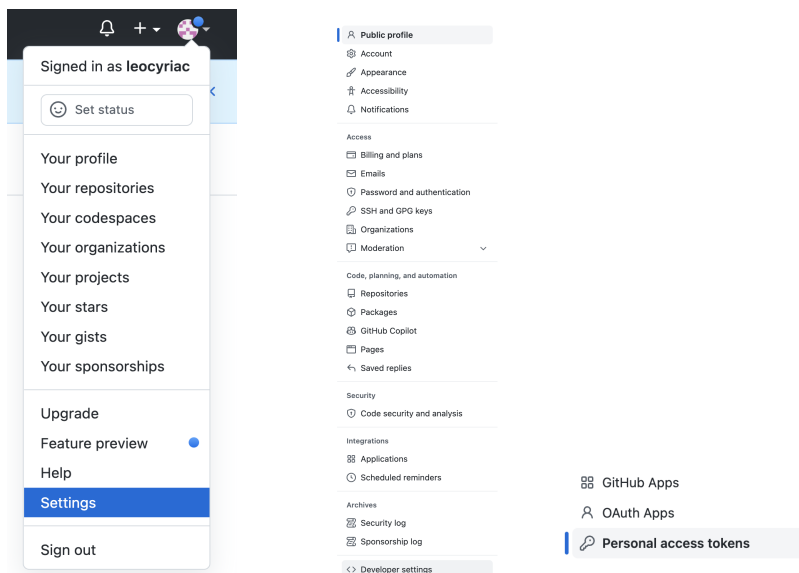 Signed in as leocyriac
Set status
Your profile
Your repositories
Your codespaces
Your organizations
Your projects
Your stars
Your gists
Your sponsorships
Upgrade
Feature preview
Help
Settings
Sign out
Public profile
Account
Appearance
Accessibility
Notifications
Access
Billing and plans
Emails
Password and authentication
SSH and GPG keys
Organizations
Moderation
Code, planning, and automation
Repositories
Packages
GitHub Copilot
Pages
Saved replies
Security
Code security and analysis
Integrations
Applications
Scheduled reminders
Archives
Security log
Sponsorship log
Developer settings
GitHub Apps
OAuth Apps
Personal access tokens